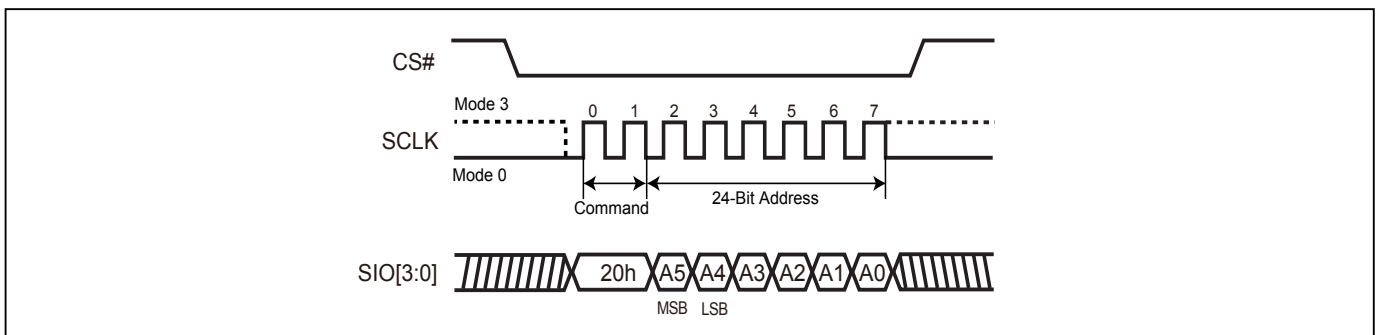 CS#
Mode 3
0 1 2 3 4 5 6 7
SCLK
Mode 0
Command
24-Bit Address
SIO[3:0]
20h A5 A4 A3 A2 A1 A0
MSB LSB